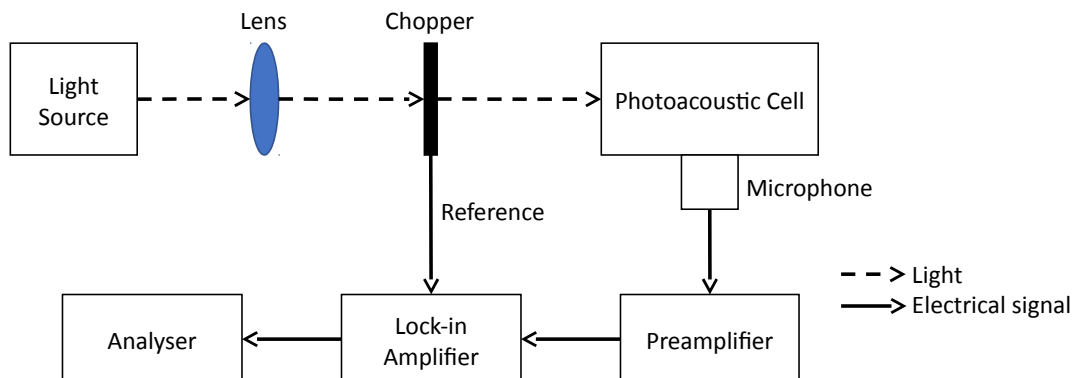 Lens
Chopper
Light
Source
Photoacoustic Cell
Microphone
Reference
Light
Electrical signal
Analyser
Lock-in
Amplifier
Preamplifier